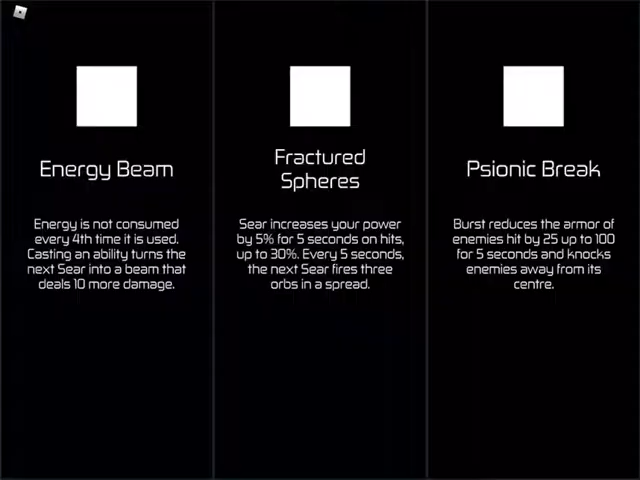 Energy Beam
Energy is not consumed
every 4th time it is used.
Casting an ability turns the
next Sear into a beam that
deals 10 more damage.
Fractured
Spheres
Sear increases your power
by 5% for 5 seconds on hits,
up to 30%. Every 5 seconds,
the next Sear fires three
orbs in a spread.
Psionic Break
Burst reduces the armor of
enemies hit by 25 up to 100
for 5 seconds and knocks
enemies away from its
centre.